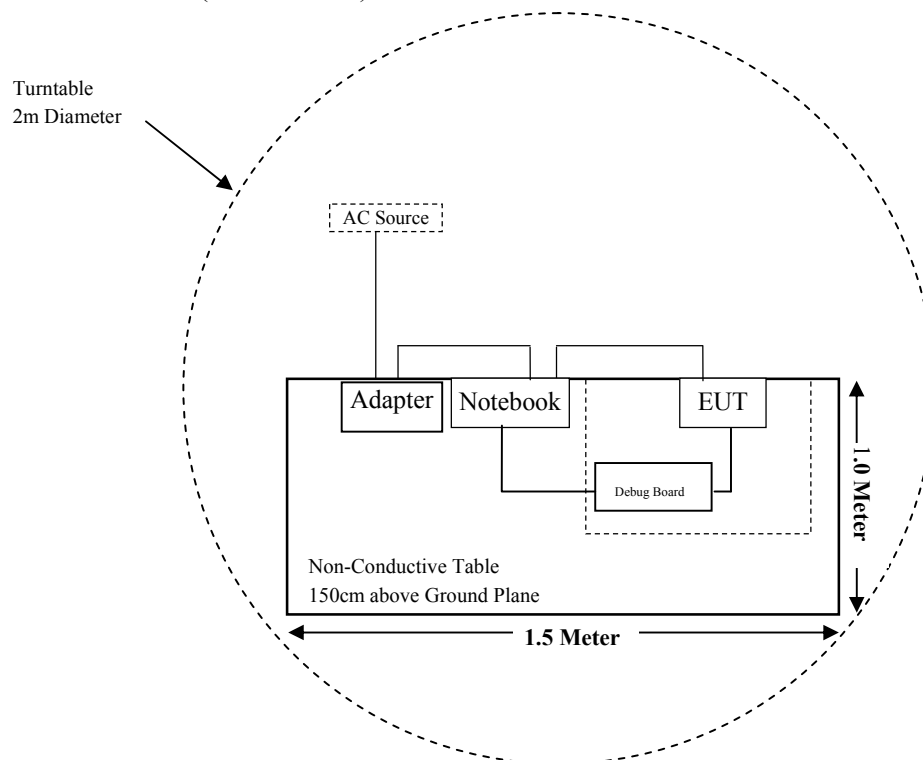 Turntable
2m Diameter
AC Source
Adapter
Notebook
EUT
Debug Board
1.0 Meter
Non-Conductive Table
150cm above Ground Plane
1.5 Meter